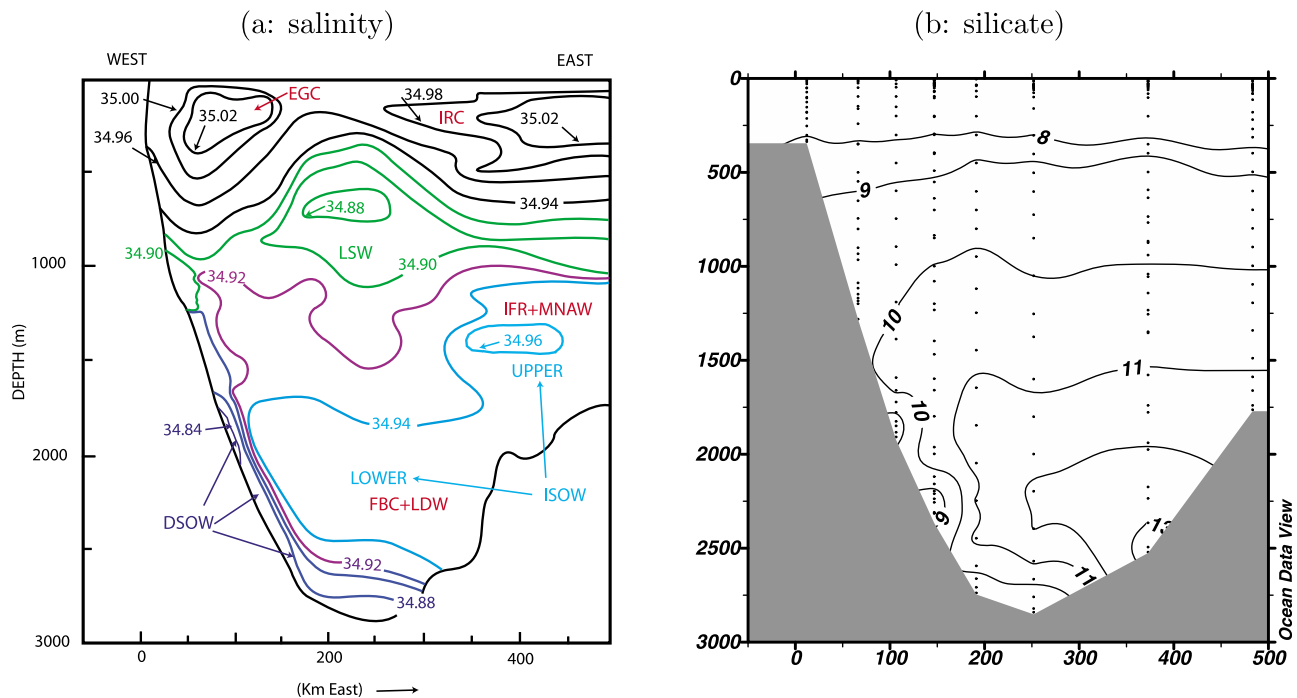 (a: salinity)
WEST
EAST
35.00
EGC
34.98
35.02
IRC
35.02
34.96
34.94
34.88
LSW
34.90
34.90
1000
34.92
IFR+MNAW
34.96
DEPTH (m)
UPPER
34.94
34.84
2000
LOWER
ISOW
FBC+LDW
DSOW
34.92
34.88
3000
0
200
400
(Km East)
(b: silicate)
0
8
500
9
1000
10
1500
11
10
2000
9
2500
11
3000
0
100
200
300
400
500
Ocean Data View